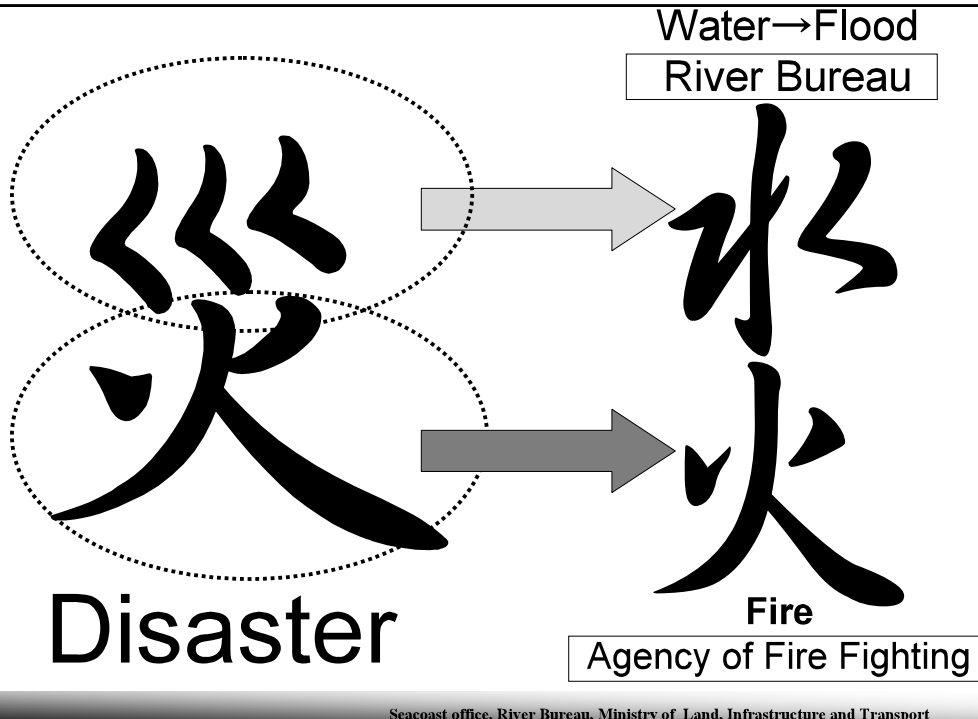 Water→Flood
River Bureau
災
水
火
Disaster
Fire
Agency of Fire Fighting
Seacoast office, River Bureau, Ministry of Land, Infrastructure and Transport